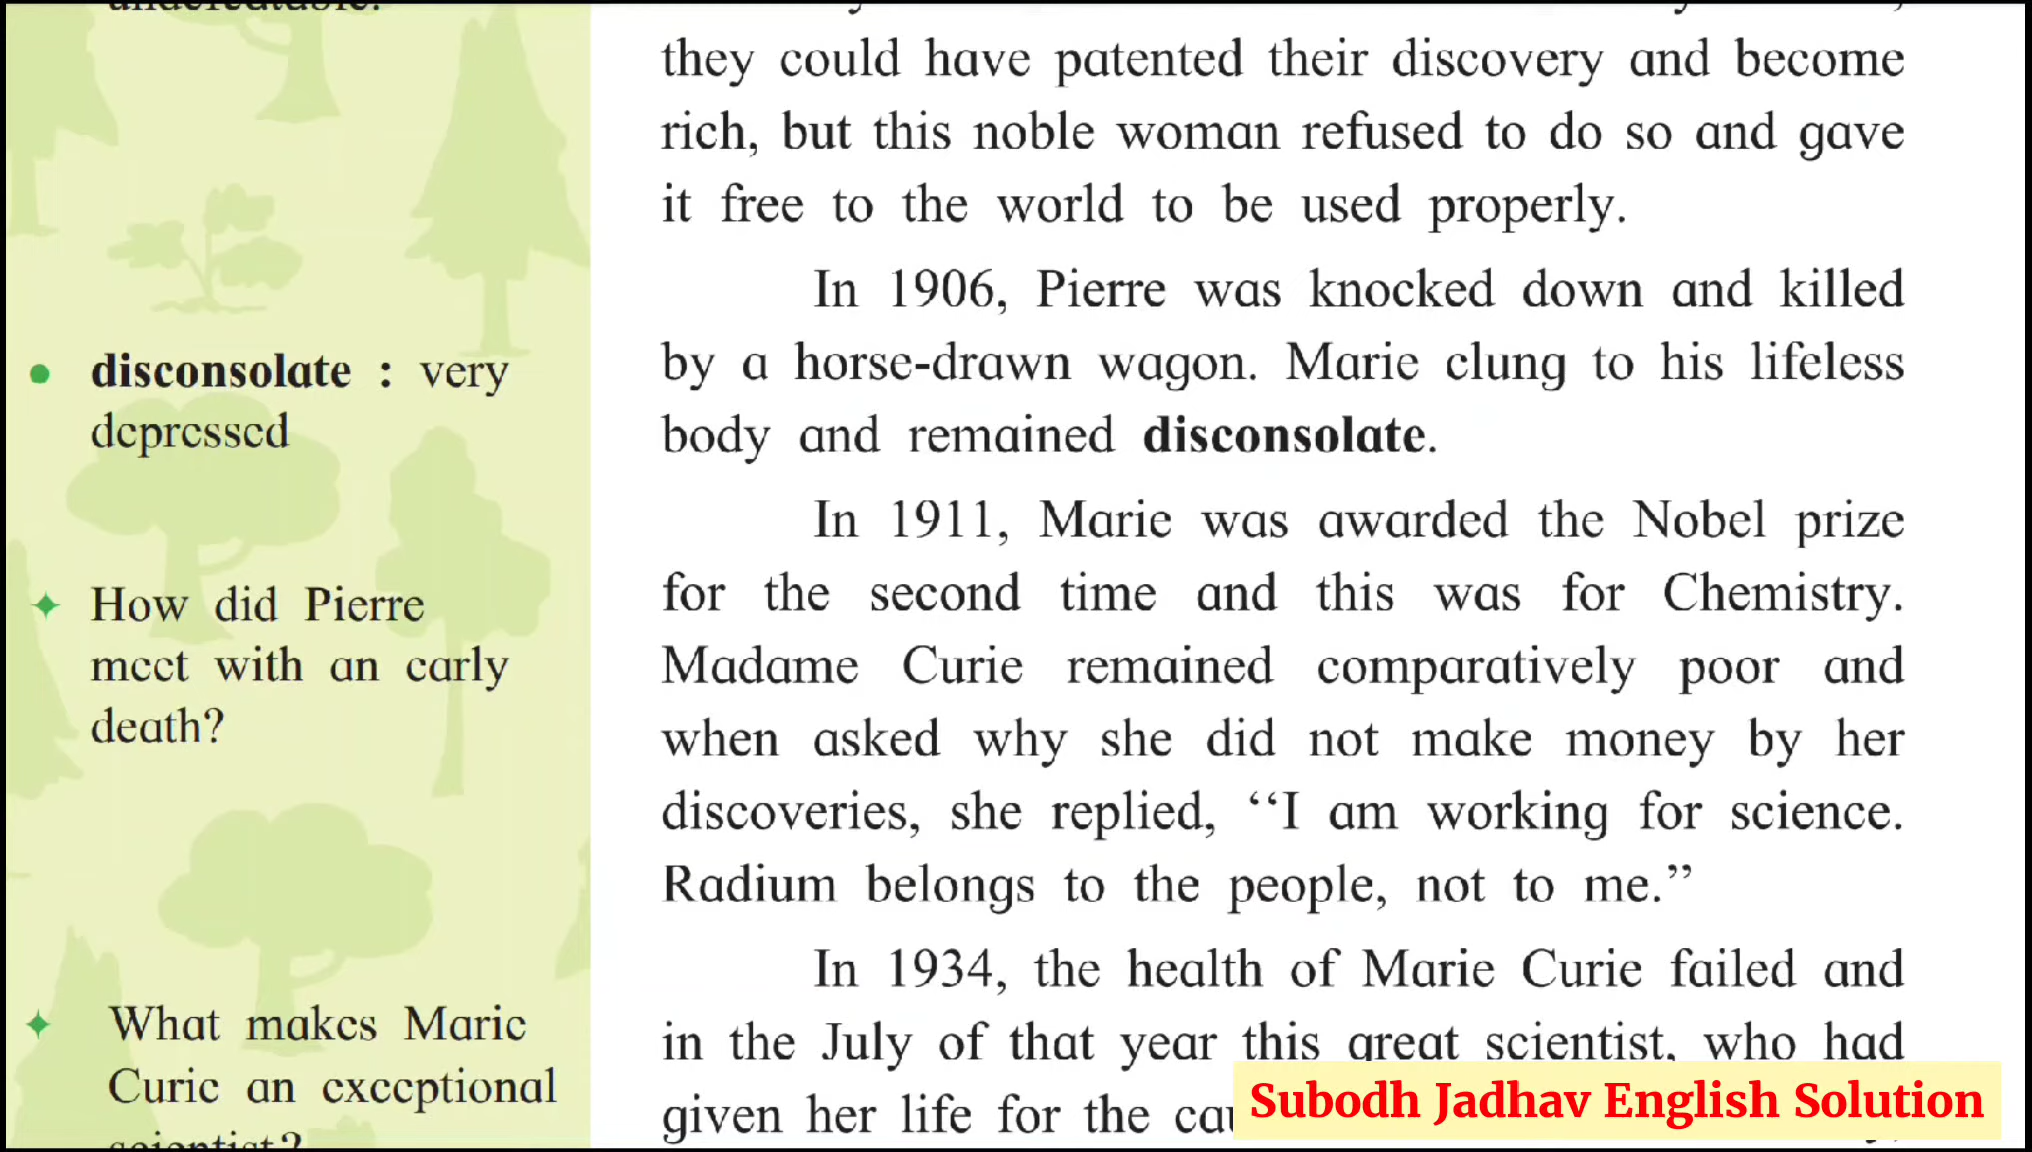 undefeatable.
they could have patented their discovery and become
rich, but this noble woman refused to do so and gave
it free to the world to be used properly.
In 1906, Pierre was knocked down and killed
by a horse-drawn wagon. Marie clung to his lifeless
body and remained disconsolate.
In 1911, Marie was awarded the Nobel prize
for the second time and this was for Chemistry.
Madame Curie remained comparatively poor and
when asked why she did not make money by her
discoveries, she replied, ‘‘I am working for science.
Radium belongs to the people, not to me.’’
In 1934, the health of Marie Curie failed and
in the July of that year this great scientist, who had
given her life for the
• disconsolate : very
depressed
✦ How did Pierre
meet with an early
death?
✦ What makes Marie
Curie an exceptional
scientist?
Subodh Jadhav English Solution